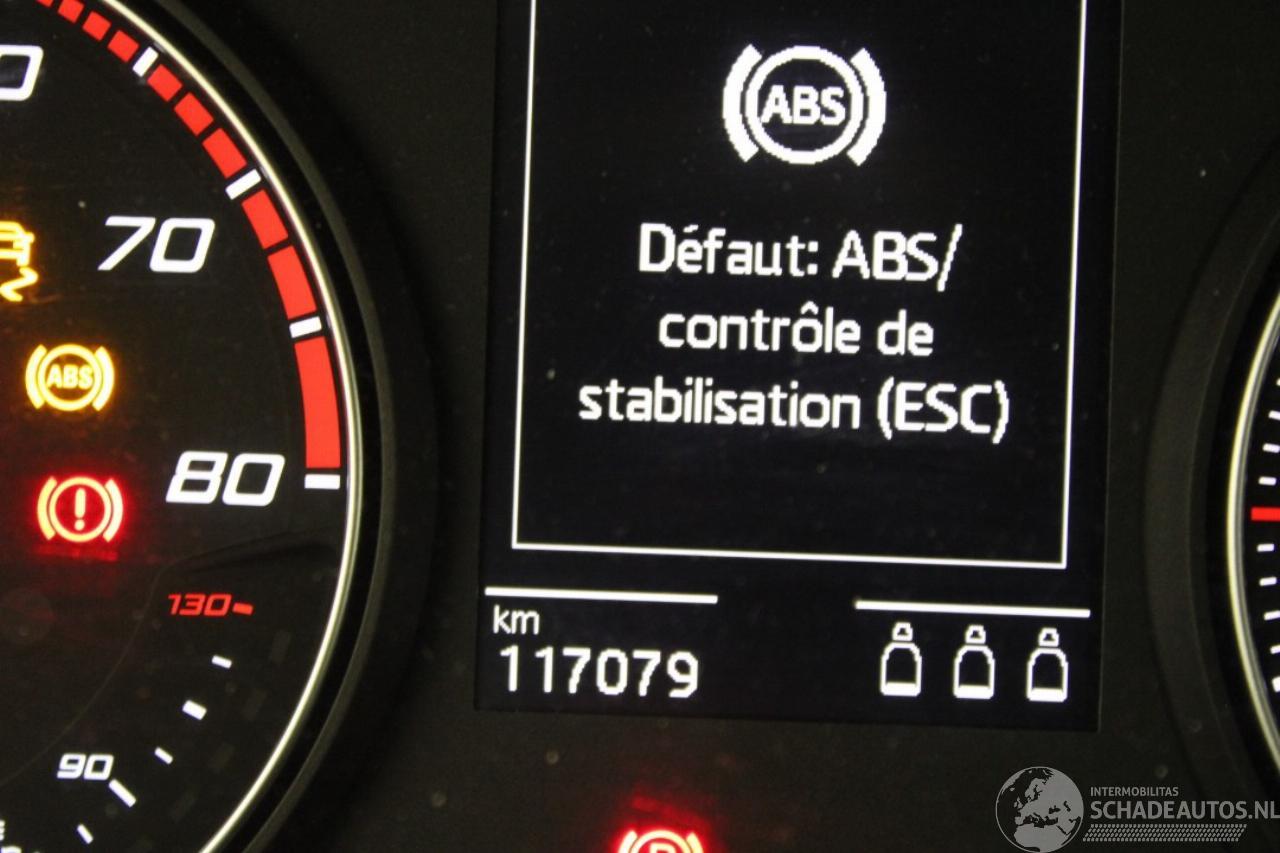 ABS
Défaut: ABS/
contrôle de
stabilisation (ESC)
km
117079
70
ABS
!
80
130
90
P
INTERMOBILITAS
SCHADEAUTOS.NL